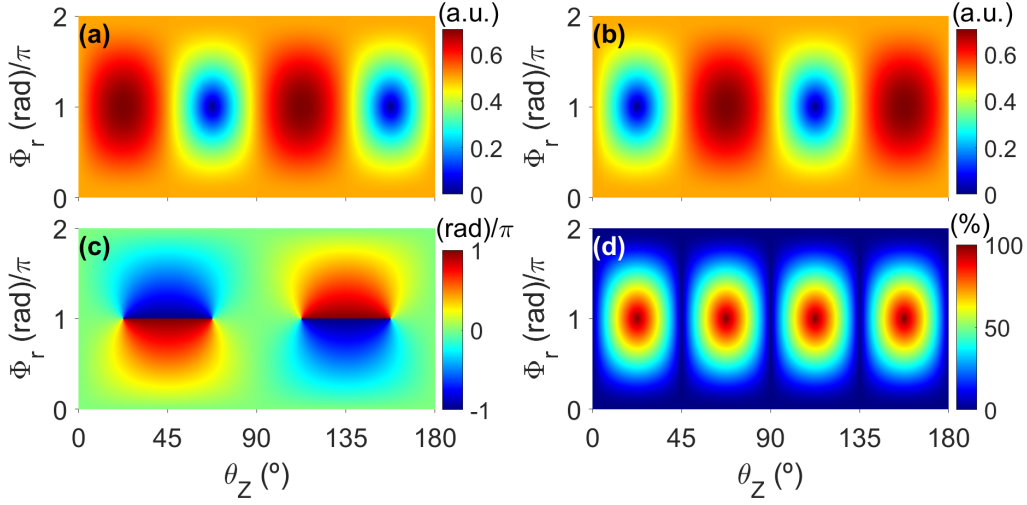 (a) (a.u.) (b) (a.u.)
2 0.6 2 0.6
Φr (rad)/π 1 0.4 Φr (rad)/π 1 0.4
0.2 0.2
0 0 0 0
(c) (rad)/π (d) (%)
2 1 2 100
Φr (rad)/π 1 0 Φr (rad)/π 1 50
0 -1 0 0
0 45 90 135 180 0 45 90 135 180
θZ (º) θZ (º)